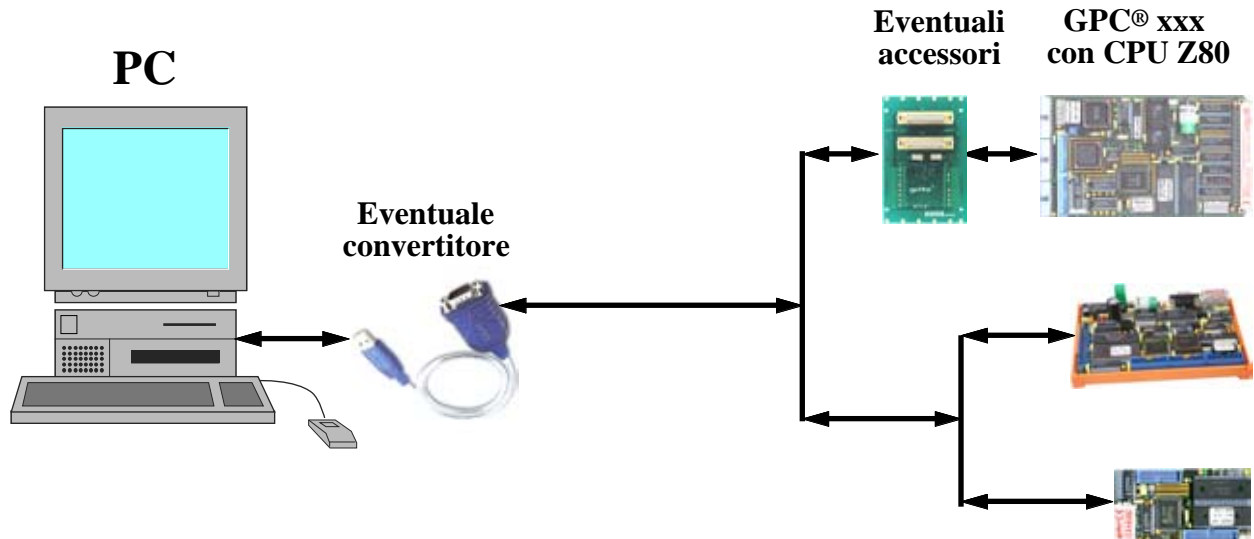 PC
Eventuale
convertitore
Eventuali
accessori
GPC® xxx
con CPU Z80